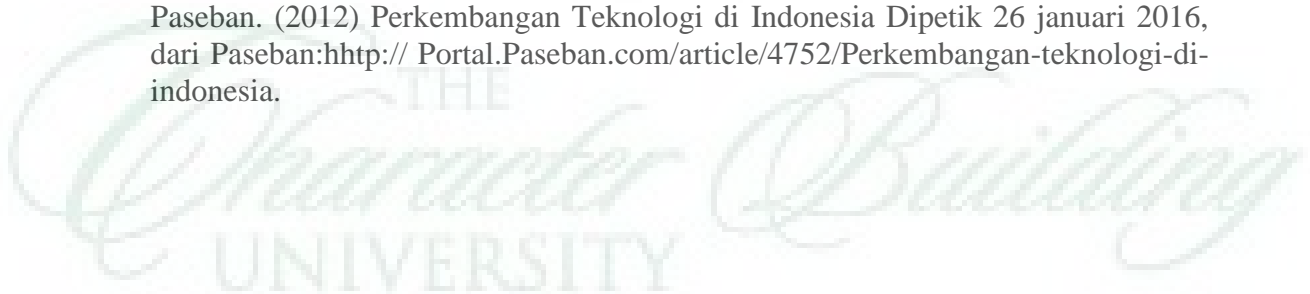 Paseban. (2012) Perkembangan Teknologi di Indonesia Dipetik 26 januari 2016,
dari Paseban:hhtp:// Portal.Paseban.com/article/4752/Perkembangan-teknologi-di-
indonesia.
THE
Character Building
UNIVERSITY